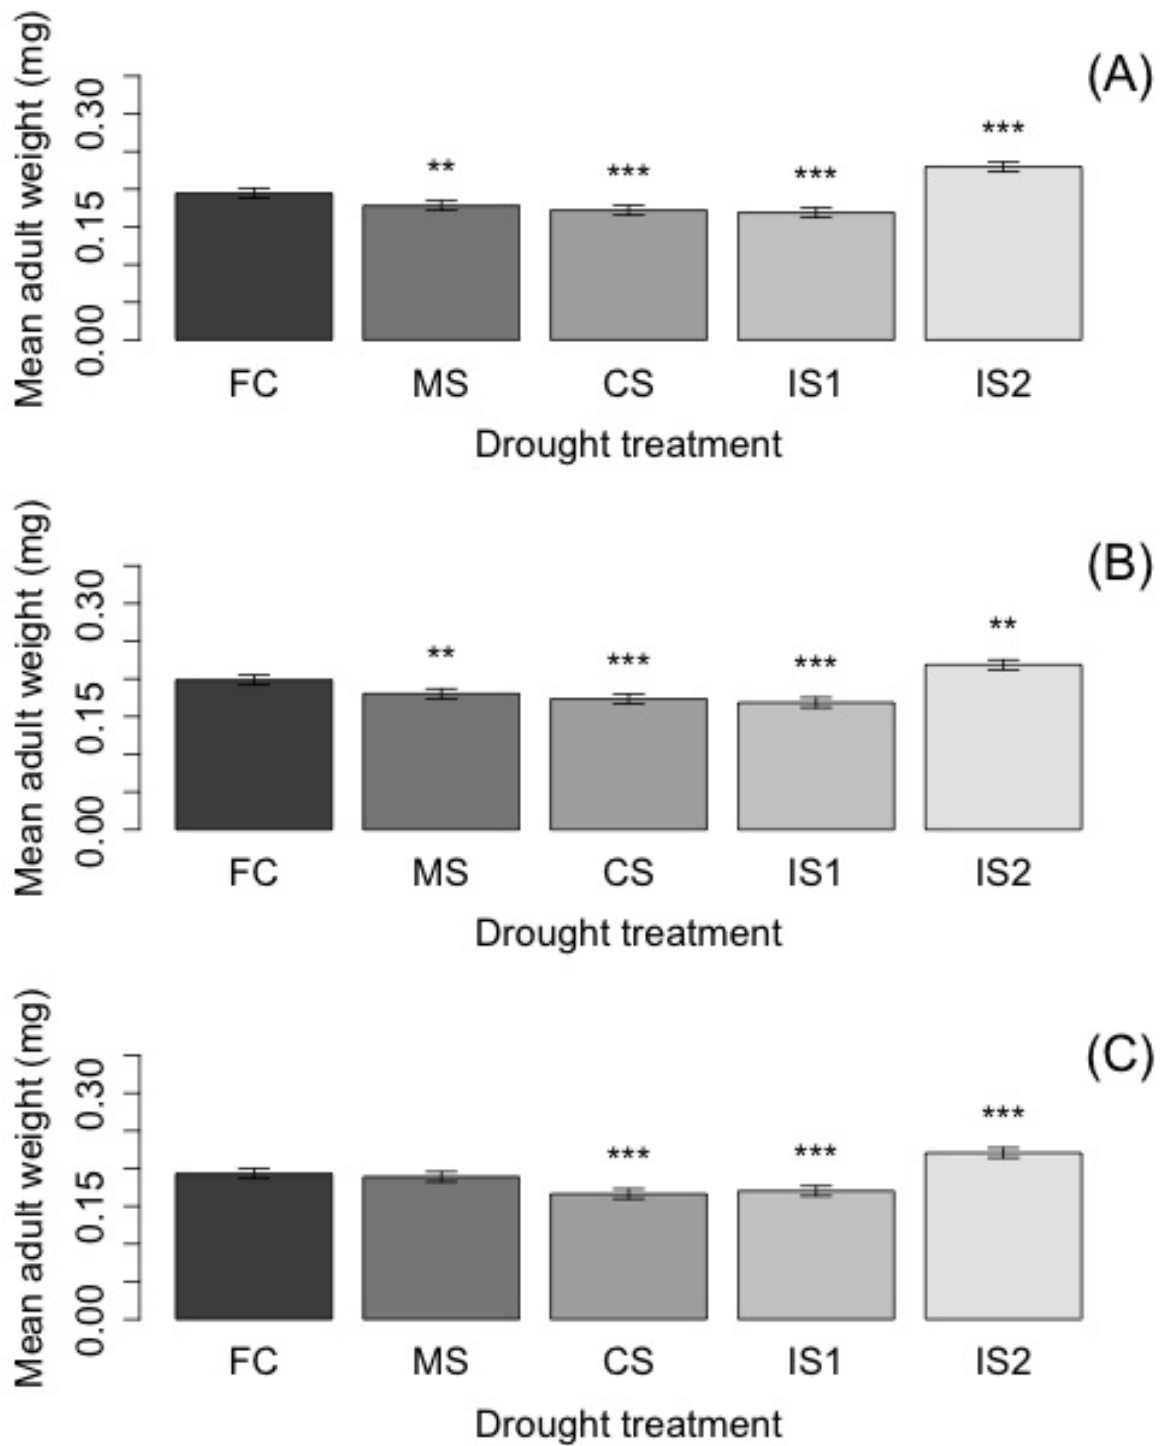 (A)
Mean adult weight (mg)
0.30
0.15
0.00
**
***
***
***
FC MS CS IS1 IS2
Drought treatment
(B)
Mean adult weight (mg)
0.30
0.15
0.00
**
***
***
**
FC MS CS IS1 IS2
Drought treatment
(C)
Mean adult weight (mg)
0.30
0.15
0.00
***
***
***
FC MS CS IS1 IS2
Drought treatment